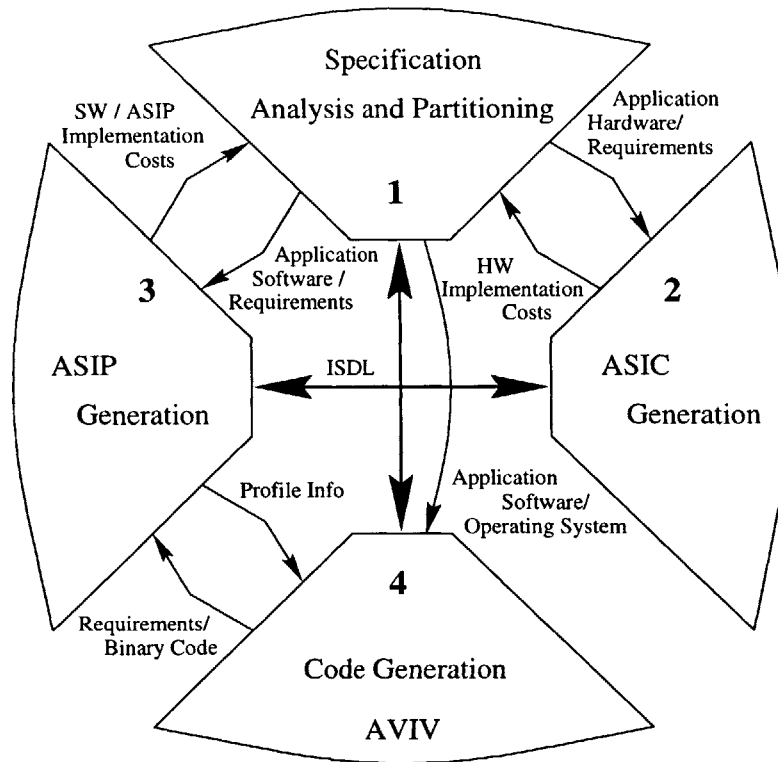 Specification
Analysis and Partitioning
1
SW / ASIP
Implementation
Costs
Application
Hardware/
Requirements
Application
Software /
Requirements
HW
Implementation
Costs
3
2
ISDL
ASIP
Generation
ASIC
Generation
Profile Info
Application
Software/
Operating System
4
Requirements/
Binary Code
Code Generation
AVIV